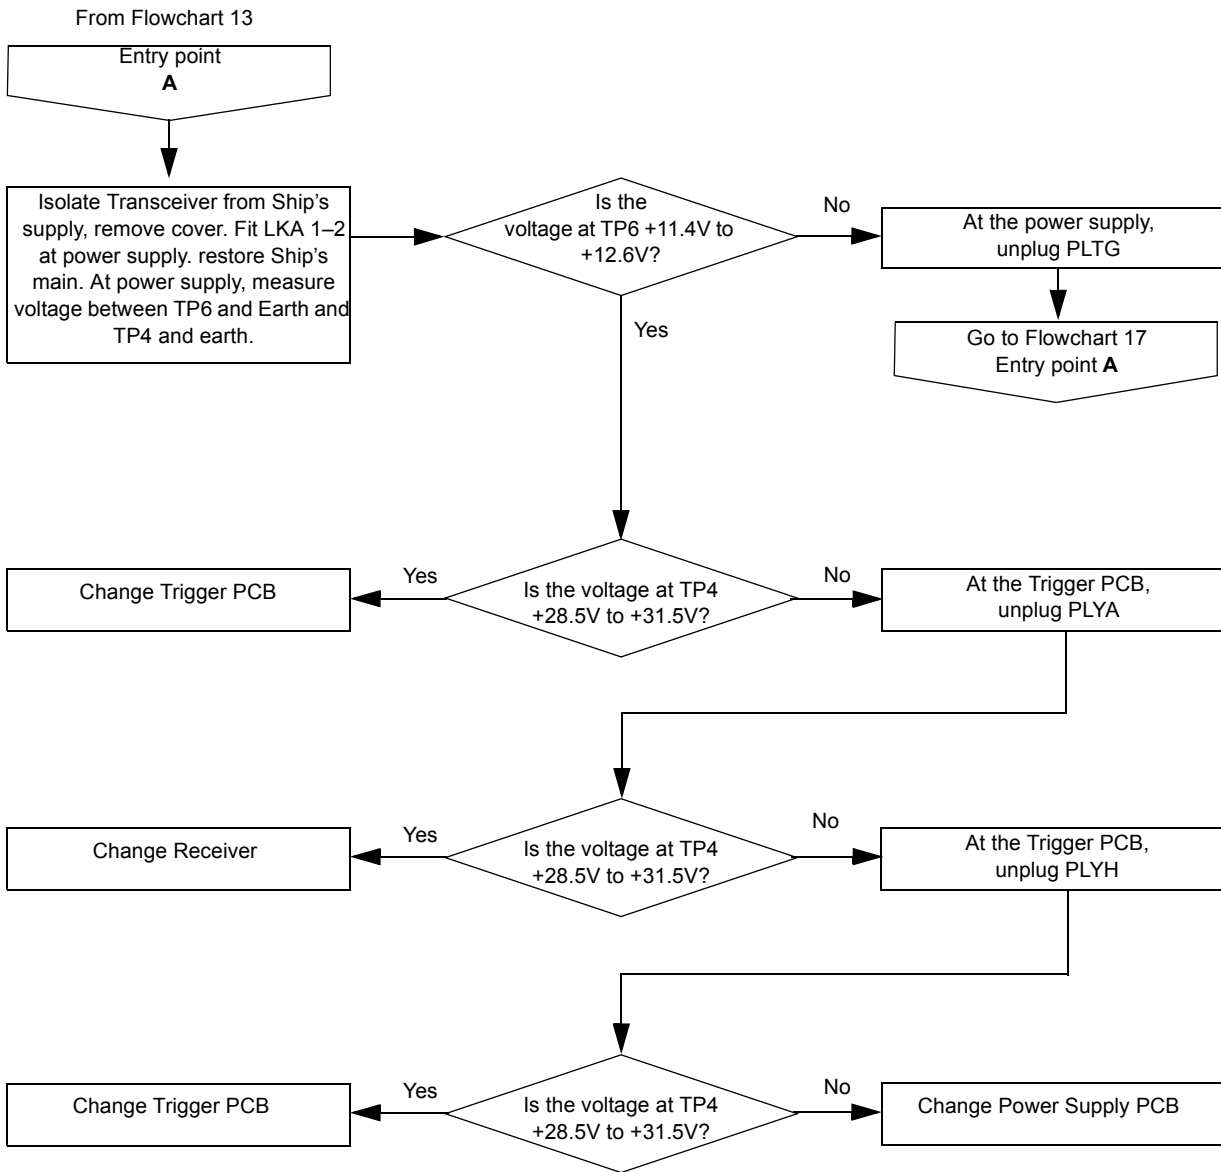 From Flowchart 13
Entry point
A
Isolate Transceiver from Ship's
supply, remove cover. Fit LKA 1–2
at power supply. restore Ship's
main. At power supply, measure
voltage between TP6 and Earth and
TP4 and earth.
Is the
voltage at TP6 +11.4V to
+12.6V?
No
At the power supply,
unplug PLTG
Yes
Go to Flowchart 17
Entry point A
Change Trigger PCB
Yes
Is the voltage at TP4
+28.5V to +31.5V?
No
At the Trigger PCB,
unplug PLYA
Change Receiver
Yes
Is the voltage at TP4
+28.5V to +31.5V?
No
At the Trigger PCB,
unplug PLYH
Change Trigger PCB
Yes
Is the voltage at TP4
+28.5V to +31.5V?
No
Change Power Supply PCB